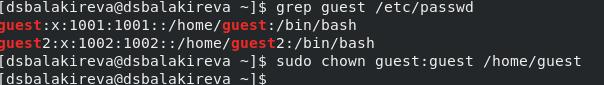 [dsbalakireva@dsbalakireva ~]$ grep guest /etc/passwd
guest:x:1001:1001::/home/guest:/bin/bash
guest2:x:1002:1002::/home/guest2:/bin/bash
[dsbalakireva@dsbalakireva ~]$ sudo chown guest:guest /home/guest
[dsbalakireva@dsbalakireva ~]$